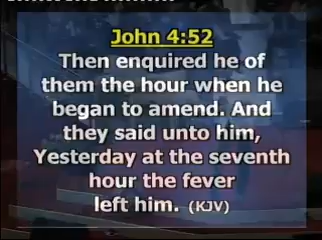 John 4:52
Then enquired he of
them the hour when he
began to amend. And
they said unto him,
Yesterday at the seventh
hour the fever
left him. (KJV)